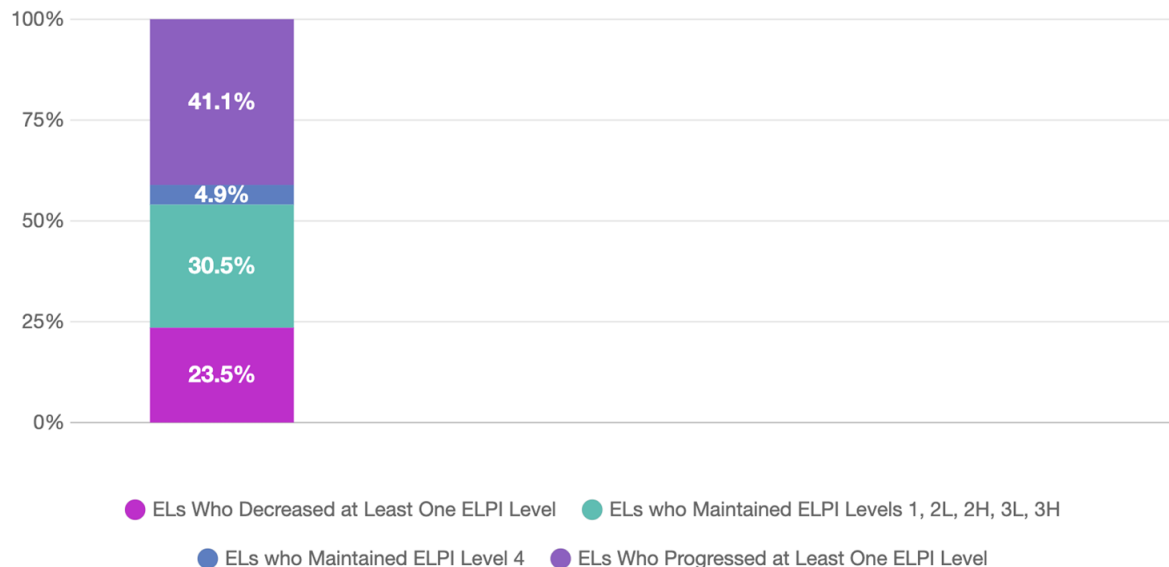 100%
41.1%
75%
4.9%
50%
30.5%
25%
23.5%
0%
ELs Who Decreased at Least One ELPI Level
ELs who Maintained ELPI Levels 1, 2L, 2H, 3L, 3H
ELs who Maintained ELPI Level 4
ELs Who Progressed at Least One ELPI Level